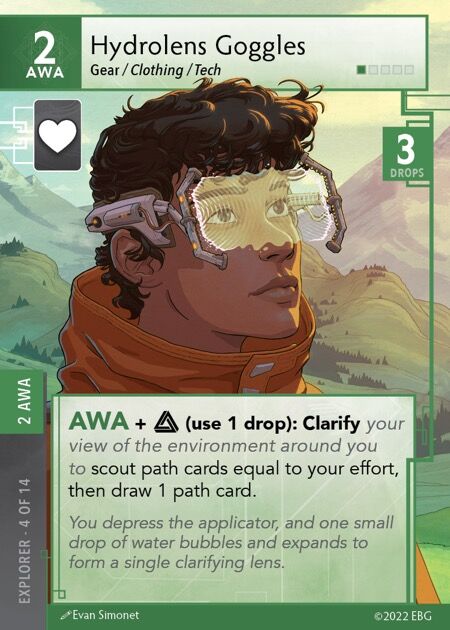 2
AWA
Hydrolens Goggles
Gear / Clothing / Tech
3
DROPS
2 AWA
EXPLORER - 4 OF 14
AWA + (use 1 drop): Clarify your
view of the environment around you
to scout path cards equal to your effort,
then draw 1 path card.
You depress the applicator, and one small
drop of water bubbles and expands to
form a single clarifying lens.
Evan Simonet
©2022 EBG